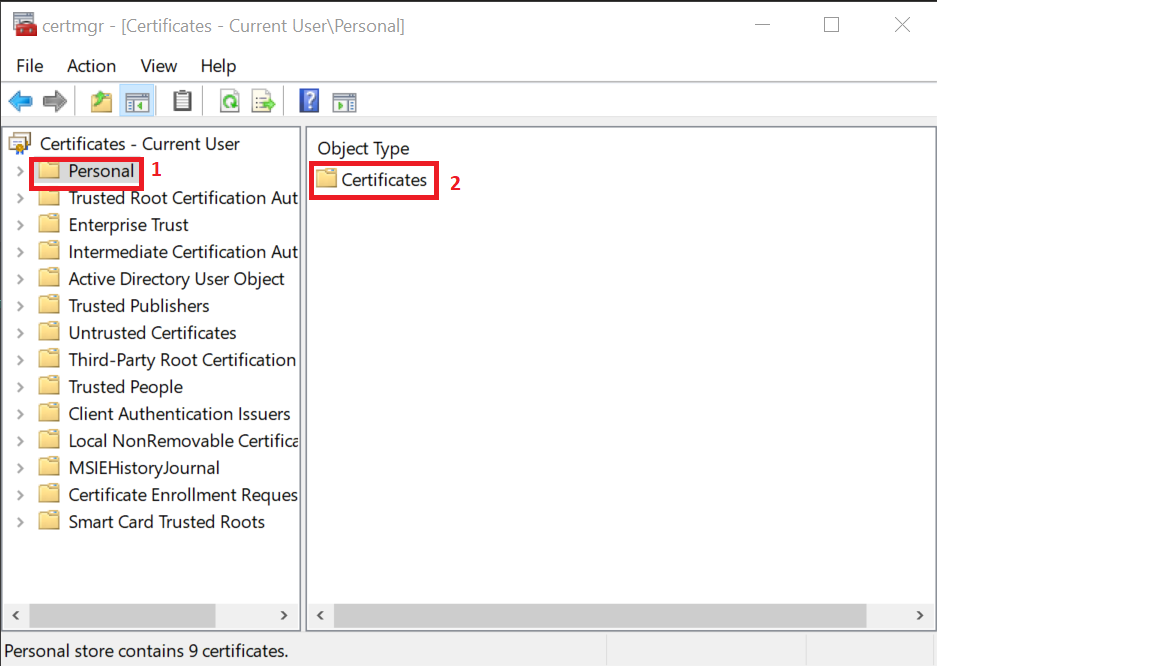 certmgr - [Certificates - Current User\Personal]
File Action View Help
Certificates - Current User
Personal 1
Trusted Root Certification Aut
Enterprise Trust
Intermediate Certification Aut
Active Directory User Object
Trusted Publishers
Untrusted Certificates
Third-Party Root Certification
Trusted People
Client Authentication Issuers
Local NonRemovable Certifica
MSIEHistoryJournal
Certificate Enrollment Reques
Smart Card Trusted Roots
Object Type
Certificates 2
Personal store contains 9 certificates.